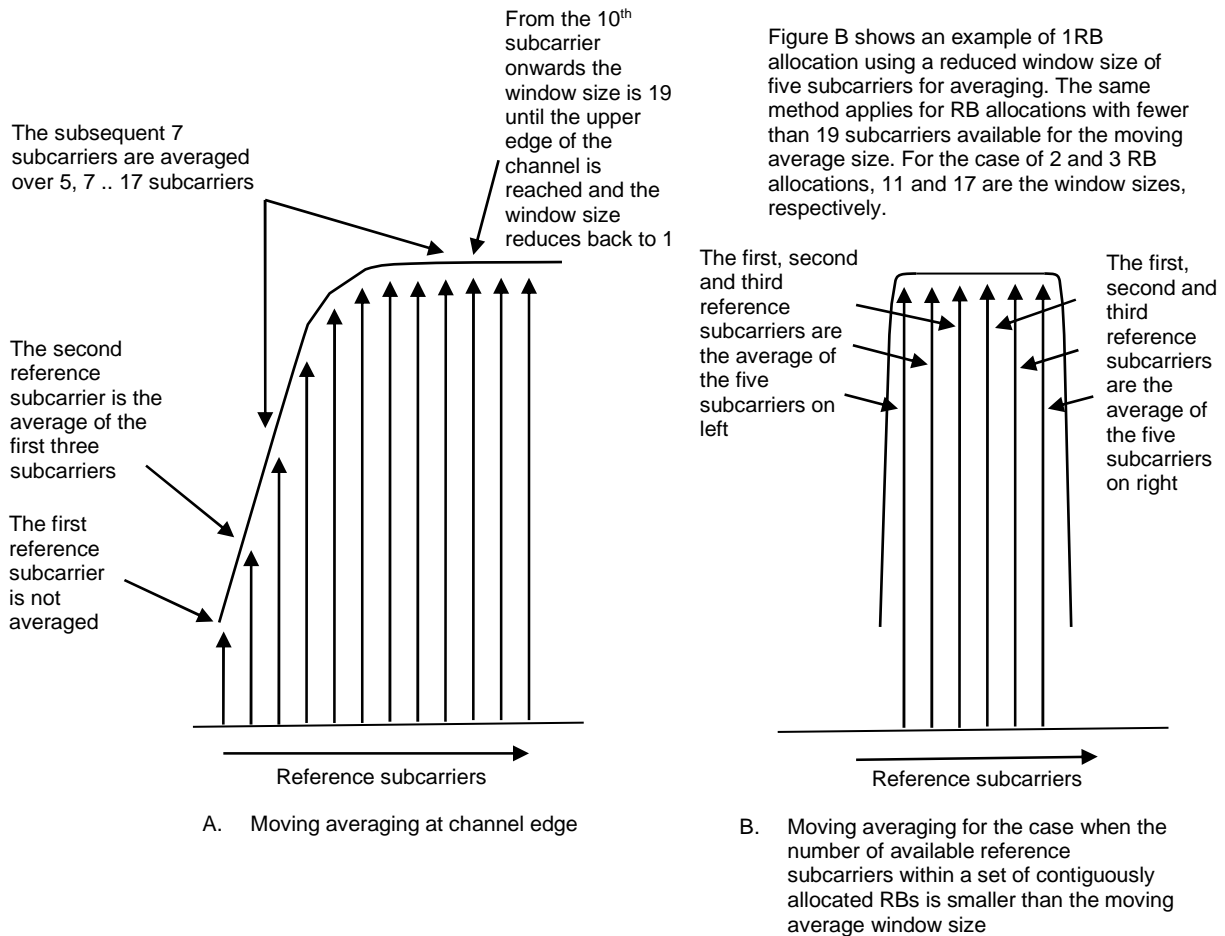 From the 10th
subcarrier
onwards the
window size is 19
until the upper
edge of the
channel is
reached and the
window size
reduces back to 1
The subsequent 7
subcarriers are averaged
over 5, 7 .. 17 subcarriers
The second
reference
subcarrier is the
average of the
first three
subcarriers
The first
reference
subcarrier
is not
averaged
Reference subcarriers
A. Moving averaging at channel edge
Figure B shows an example of 1RB
allocation using a reduced window size of
five subcarriers for averaging. The same
method applies for RB allocations with fewer
than 19 subcarriers available for the moving
average size. For the case of 2 and 3 RB
allocations, 11 and 17 are the window sizes,
respectively.
The first, second
and third
reference
subcarriers are
the average of
the five
subcarriers on
left
The first,
second and
third
reference
subcarriers
are the
average of
the five
subcarriers
on right
Reference subcarriers
B. Moving averaging for the case when the
number of available reference
subcarriers within a set of contiguously
allocated RBs is smaller than the moving
average window size